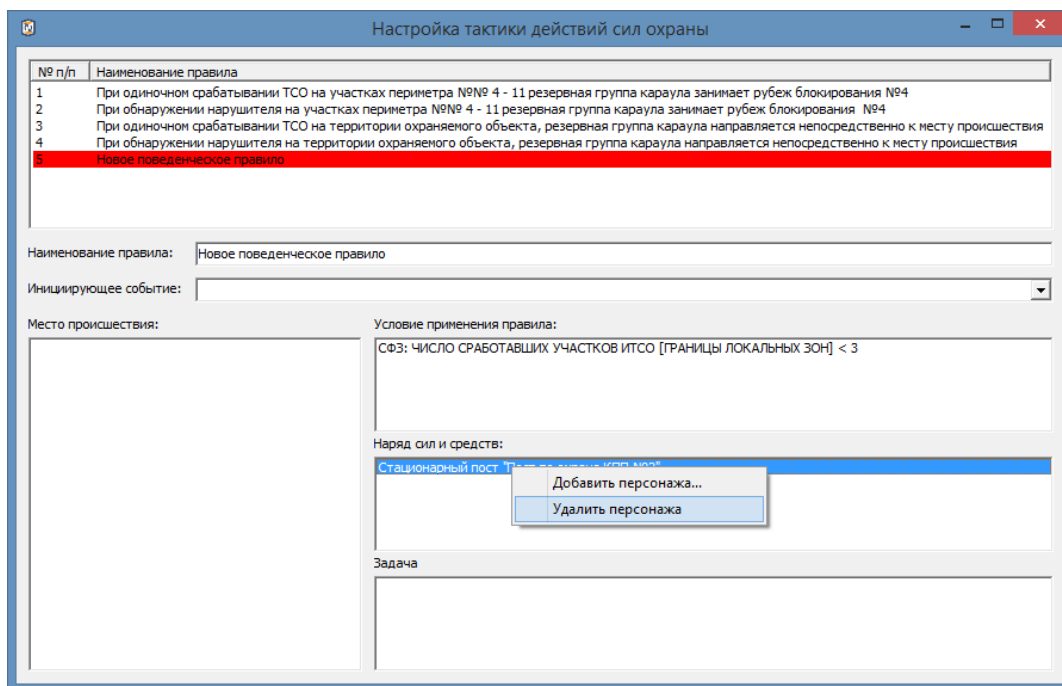 Настройка тактики действий сил охраны
№ п/п Наименование правила
1 При одиночном срабатывании ТСО на участках периметра №№ 4 - 11 резервная группа караула занимает рубеж блокирования №4
2 При обнаружении нарушителя на участках периметра №№ 4 - 11 резервная группа караула занимает рубеж блокирования №4
3 При одиночном срабатывании ТСО на территории охраняемого объекта, резервная группа караула направляется непосредственно к месту происшествия
4 При обнаружении нарушителя на территории охраняемого объекта, резервная группа караула направляется непосредственно к месту происшествия
5 Новое поведенческое правило
Наименование правила: Новое поведенческое правило
Инициирующее событие:
Место происшествия:
Условие применения правила:
СФЗ: ЧИСЛО СРАБОТАВШИХ УЧАСТКОВ ИТСО [ГРАНИЦЫ ЛОКАЛЬНЫХ ЗОН] < 3
Наряд сил и средств:
Стационарный пост "Пост по охране КПП №2"
Добавить персонажа...
Удалить персонажа
Задача